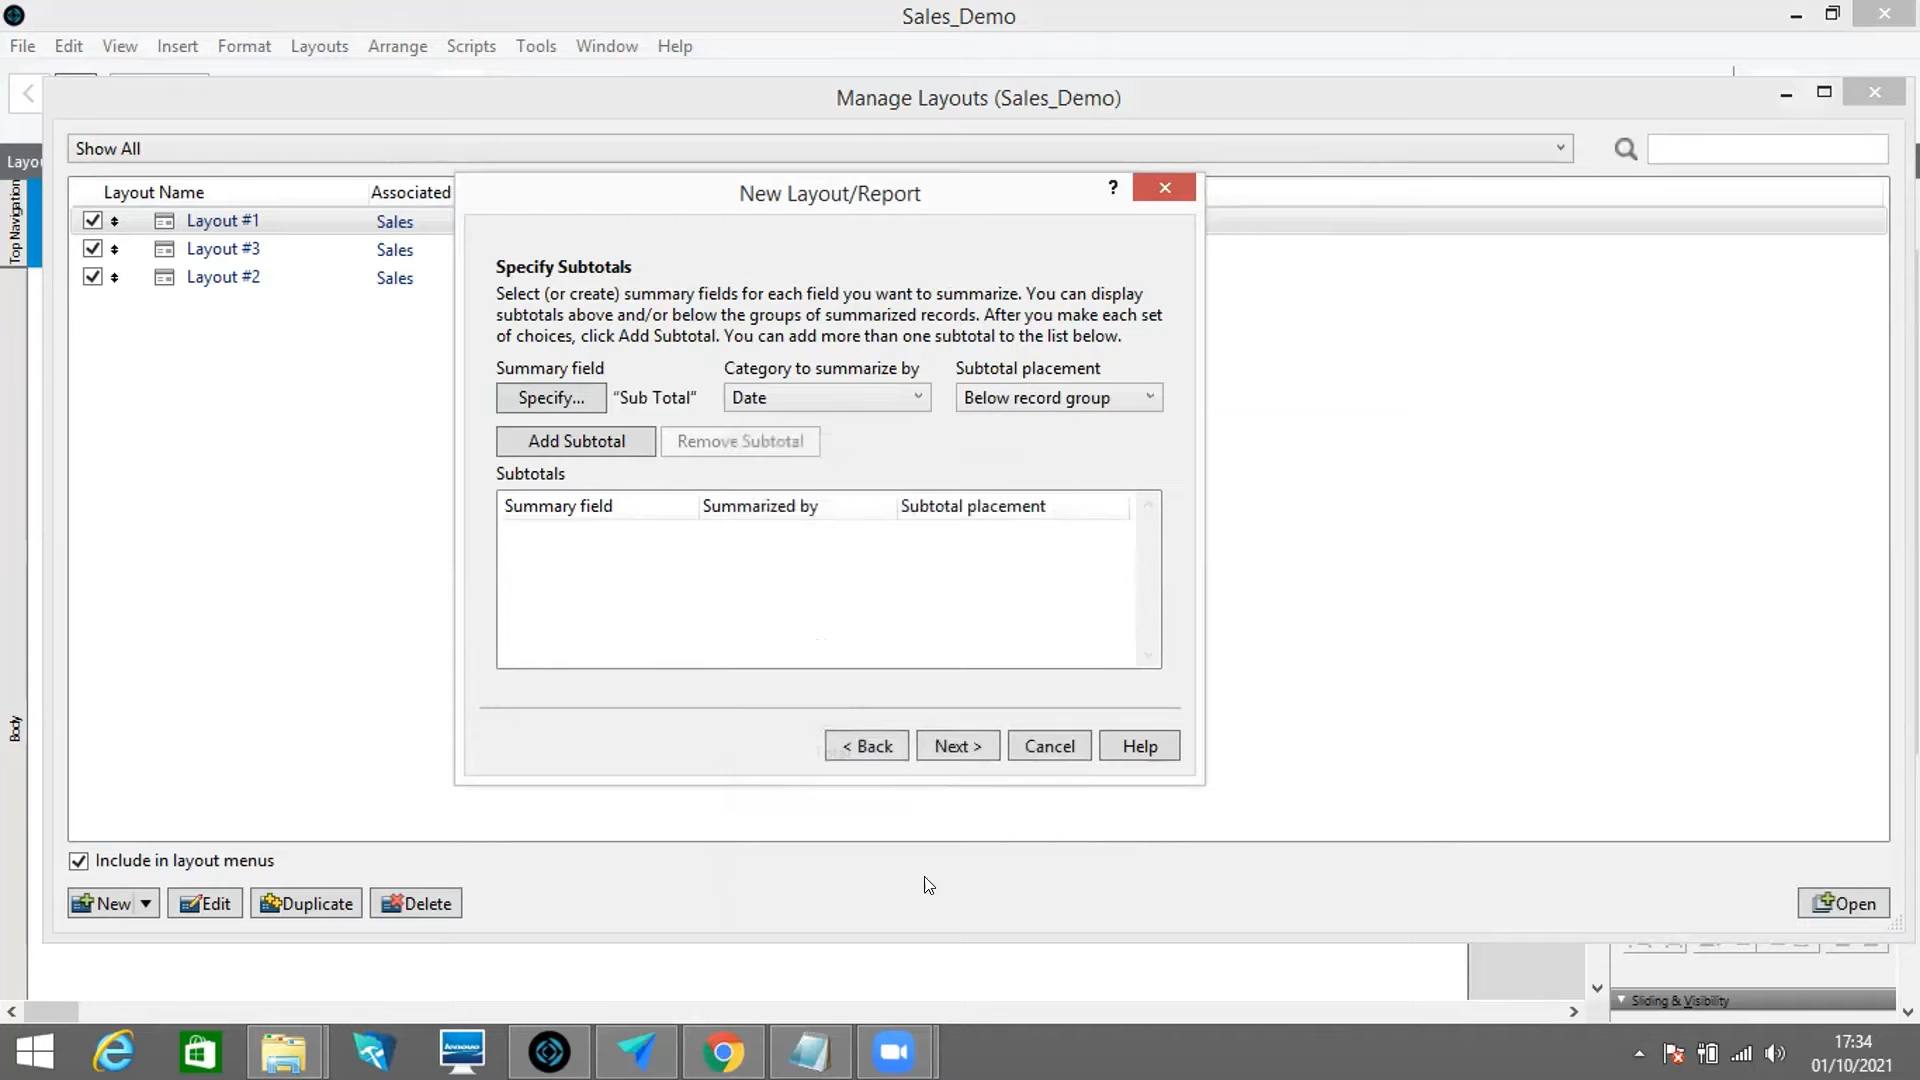 Sales_Demo
File Edit View Insert Format Layouts Arrange Scripts Tools Window Help
Manage Layouts (Sales_Demo)
Layou
Show All
Layout Name Associated
Layout #1 Sales
Layout #3 Sales
Layout #2 Sales
Top Navigation
Body
New Layout/Report
?
Specify Subtotals
Select (or create) summary fields for each field you want to summarize. You can display
subtotals above and/or below the groups of summarized records. After you make each set
of choices, click Add Subtotal. You can add more than one subtotal to the list below.
Summary field Category to summarize by Subtotal placement
Specify... “Sub Total“ Date Below record group
Add Subtotal Remove Subtotal
Subtotals
Summary field Summarized by Subtotal placement
< Back Next > Cancel Help
Include in layout menus
New Edit Duplicate Delete Open
Sliding & Visibility
lenovo
17:34
01/10/2021